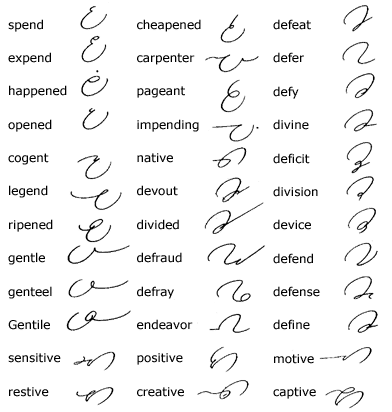 spend cheapened defeat
expend carpenter defer
happened pageant defy
opened impending divine
cogent native deficit
legend devout division
ripened divided device
gentle defraud defend
genteel defray defense
Gentile endeavor define
sensitive positive motive
restive creative captive